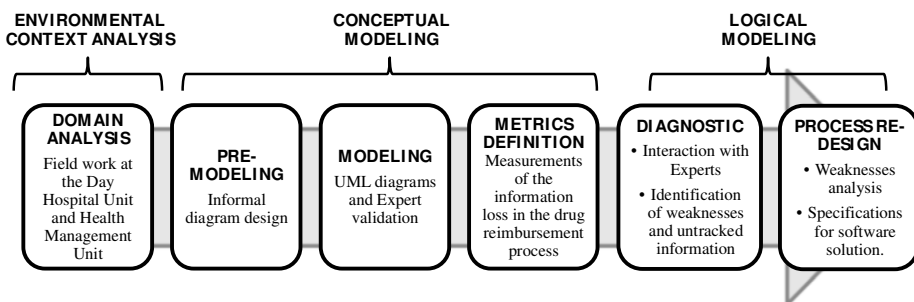 ENVIRONMENTAL
CONTEXT ANALYSIS
CONCEPTUAL
MODELING
LOGICAL
MODELING
DOMAIN
ANALYSIS
Field work at
the Day
Hospital Unit
and Health
Management
Unit
PRE-
MODELING
Informal
diagram design
MODELING
UML diagrams
and Expert
validation
METRICS
DEFINITION
Measurements
of the
information
loss in the drug
reimbursement
process
DIAGNOSTIC
• Interaction with
Experts
• Identification
of weaknesses
and untracked
information
PROCESS RE-
DESIGN
• Weaknesses
analysis
• Specifications
for software
solution.